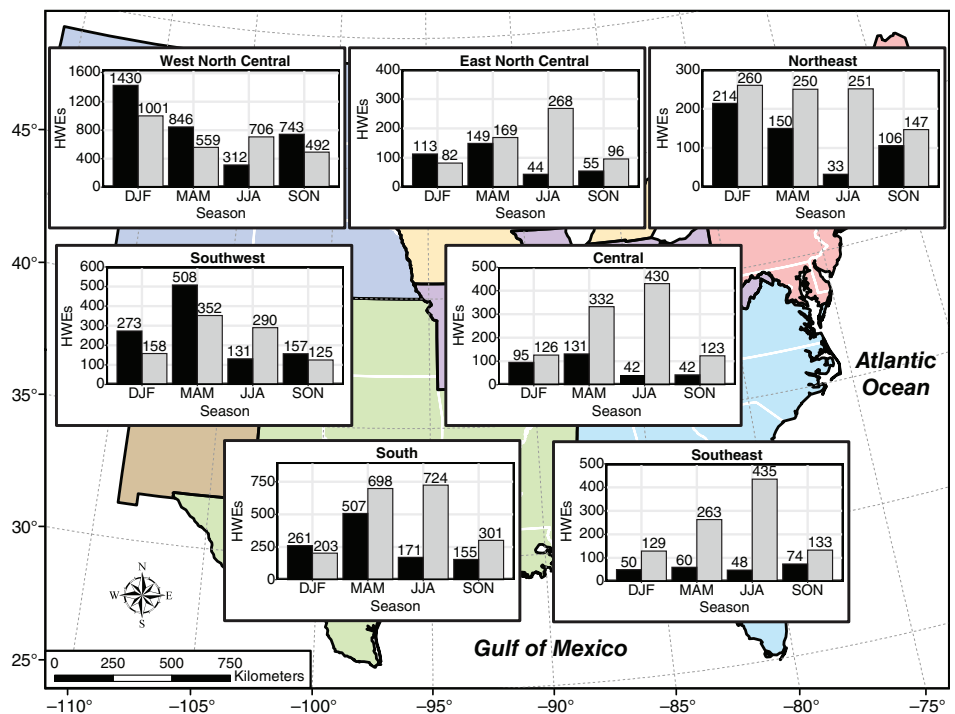 West North Central
HWEs
1600
1200
800
400
0
1430
1001
846
559
312
706
743
492
DJF MAM JJA SON
Season
East North Central
HWEs
400
300
200
100
0
113
82
149
169
44
268
55
96
DJF MAM JJA SON
Season
Northeast
HWEs
300
200
100
0
214
260
150
250
33
251
106
147
DJF MAM JJA SON
Season
Southwest
HWEs
600
500
400
300
200
100
0
273
158
508
352
131
290
157
125
DJF MAM JJA SON
Season
Central
HWEs
500
400
300
200
100
0
95
126
131
332
42
430
42
123
DJF MAM JJA SON
Season
Atlantic
Ocean
South
HWEs
750
500
250
0
261
203
507
698
171
724
155
301
DJF MAM JJA SON
Season
Southeast
HWEs
500
400
300
200
100
0
50
129
60
263
48
435
74
133
DJF MAM JJA SON
Season
Gulf of Mexico
N
W E
S
0 250 500 750
Kilometers
45°
40°
35°
30°
25°
−110° −105° −100° −95° −90° −85° −80° −75°